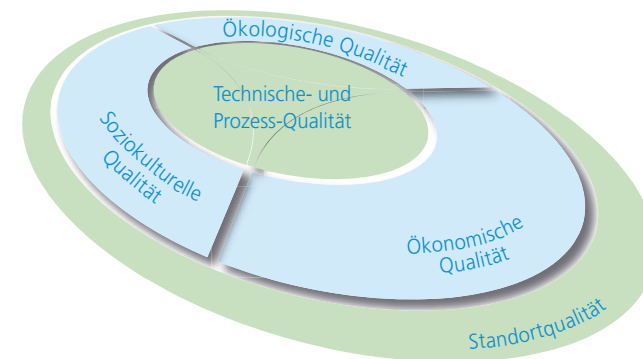 Ökologische Qualität
Technische- und
Prozess-Qualität
Soziokulturelle
Qualität
Ökonomische
Qualität
Standortqualität